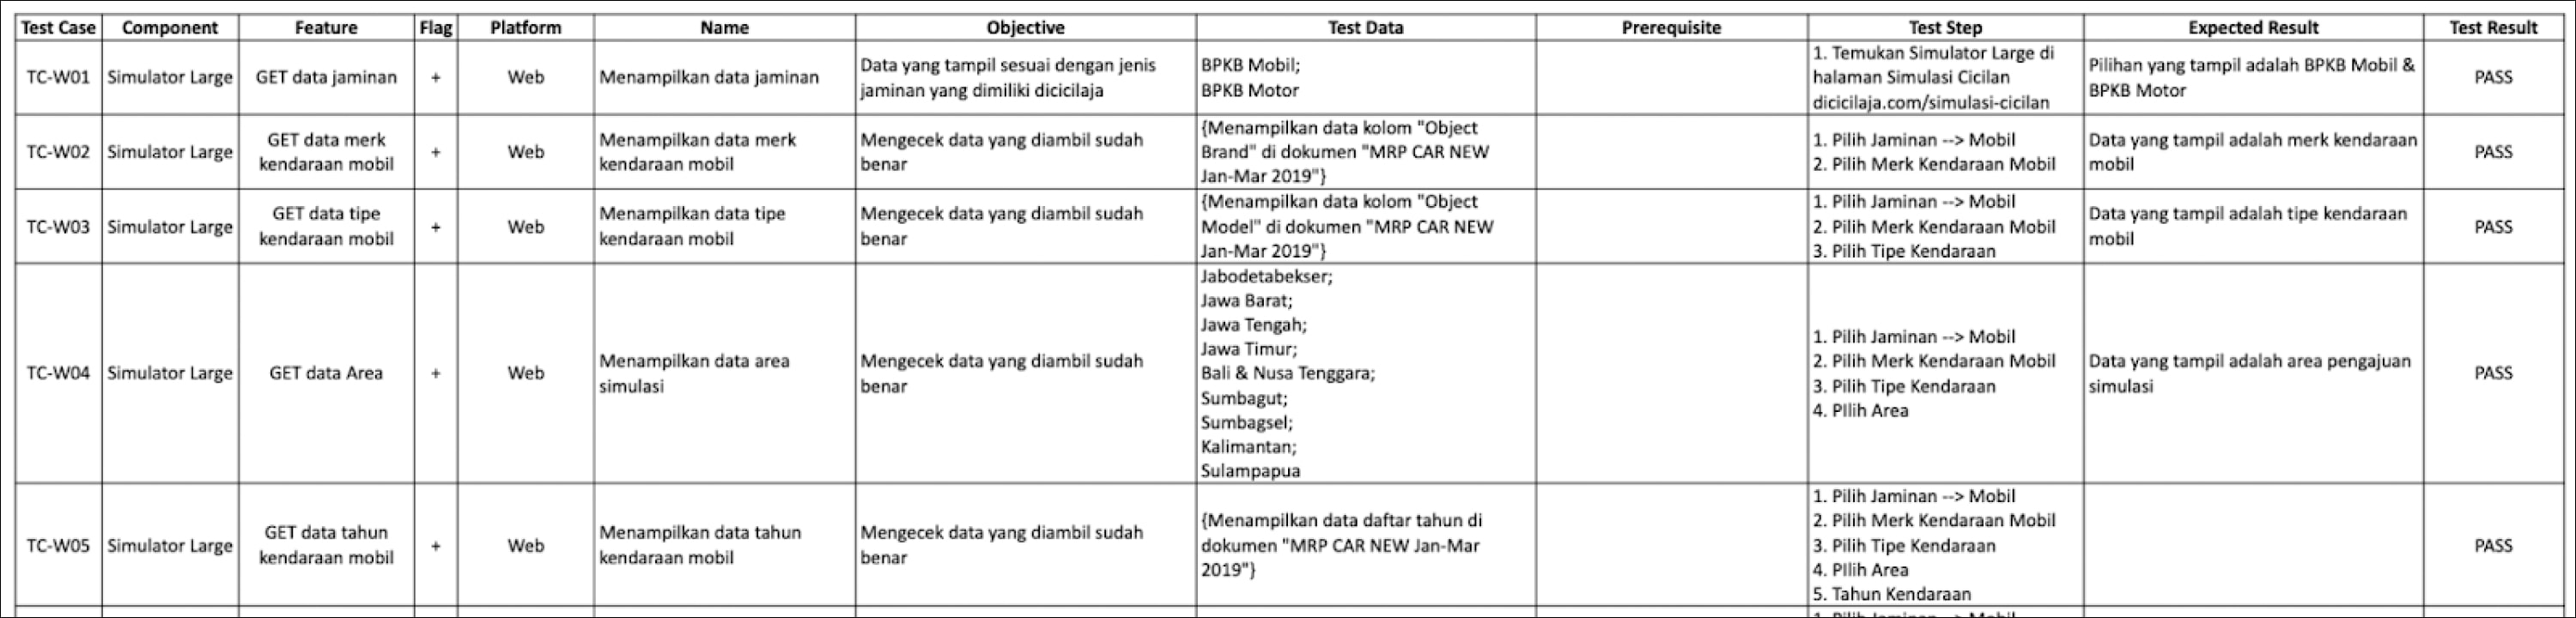 Test Case Component Feature Flag Platform Name Objective Test Data Prerequisite Test Step Expected Result Test Result
TC-W01
Simulator Large
GET data jaminan
+
Web
Menampilkan data jaminan
Data yang tampil sesuai dengan jenis
jaminan yang dimiliki dicicilaja
BPKB Mobil;
BPKB Motor
1. Temukan Simulator Large di
halaman Simulasi Cicilan
dicicilaja.com/simulasi-cicilan
Pilihan yang tampil adalah BPKB Mobil &
BPKB Motor
PASS
TC-W02
Simulator Large
GET data merk
kendaraan mobil
+
Web
Menampilkan data merk
kendaraan mobil
Mengecek data yang diambil sudah
benar
{Menampilkan data kolom "Object
Brand" di dokumen "MRP CAR NEW
Jan-Mar 2019"}
1. Pilih Jaminan --> Mobil
2. Pilih Merk Kendaraan Mobil
Data yang tampil adalah merk kendaraan
mobil
PASS
TC-W03
Simulator Large
GET data tipe
kendaraan mobil
+
Web
Menampilkan data tipe
kendaraan mobil
Mengecek data yang diambil sudah
benar
{Menampilkan data kolom "Object
Model" di dokumen "MRP CAR NEW
Jan-Mar 2019"}
1. Pilih Jaminan --> Mobil
2. Pilih Merk Kendaraan Mobil
3. Pilih Tipe Kendaraan
Data yang tampil adalah tipe kendaraan
mobil
PASS
TC-W04
Simulator Large
GET data Area
+
Web
Menampilkan data area
simulasi
Mengecek data yang diambil sudah
benar
Jabodetabekser;
Jawa Barat;
Jawa Tengah;
Jawa Timur;
Bali & Nusa Tenggara;
Sumbagut;
Sumbagsel;
Kalimantan;
Sulampapua
1. Pilih Jaminan --> Mobil
2. Pilih Merk Kendaraan Mobil
3. Pilih Tipe Kendaraan
4. PIlih Area
Data yang tampil adalah area pengajuan
simulasi
PASS
TC-W05
Simulator Large
GET data tahun
kendaraan mobil
+
Web
Menampilkan data tahun
kendaraan mobil
Mengecek data yang diambil sudah
benar
{Menampilkan data daftar tahun di
dokumen "MRP CAR NEW Jan-Mar
2019"}
1. Pilih Jaminan --> Mobil
2. Pilih Merk Kendaraan Mobil
3. Pilih Tipe Kendaraan
4. PIlih Area
5. Tahun Kendaraan
PASS